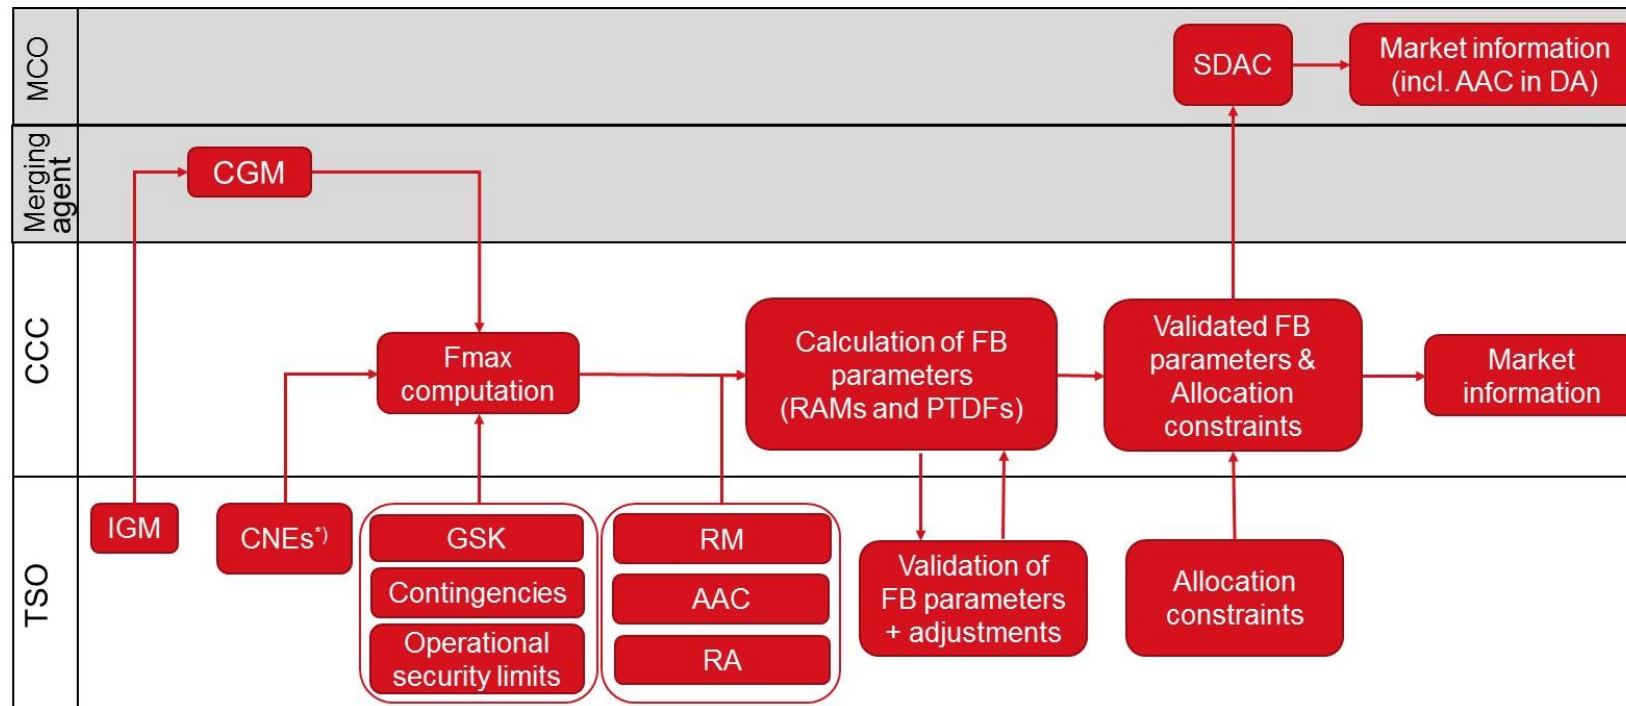 MCO
SDAC
Market information
(incl. AAC in DA)
Merging
agent
CGM
CCC
Fmax
computation
Calculation of FB
parameters
(RAMs and PTDFs)
Validated FB
parameters &
Allocation
constraints
Market
information
TSO
IGM
CNEs*)
GSK
Contingencies
Operational
security limits
RM
AAC
RA
Validation of
FB parameters
+ adjustments
Allocation
constraints